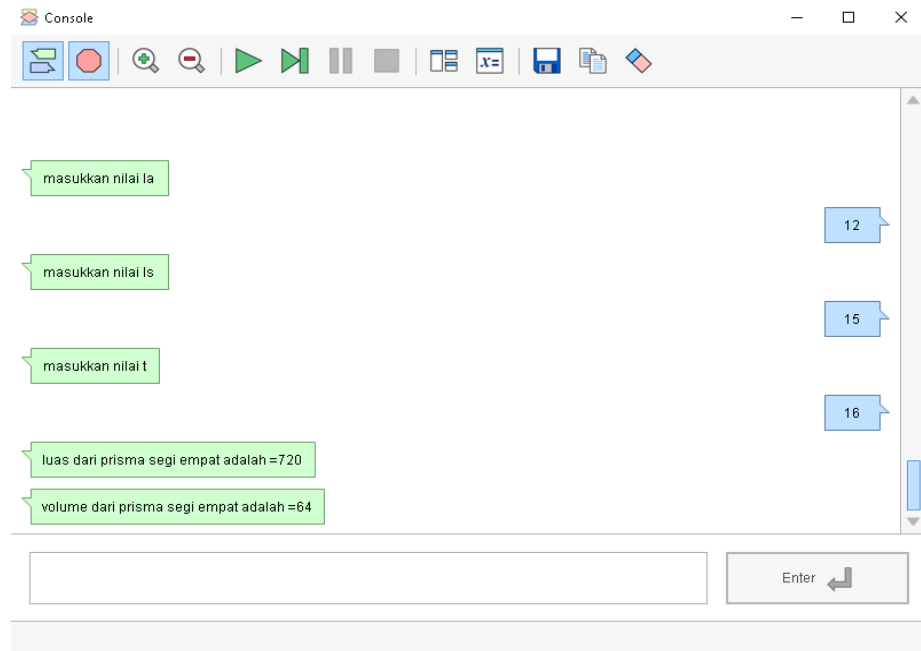 Console
x=
masukkan nilai la
12
masukkan nilai ls
15
masukkan nilai t
16
luas dari prisma segi empat adalah =720
volume dari prisma segi empat adalah =64
Enter